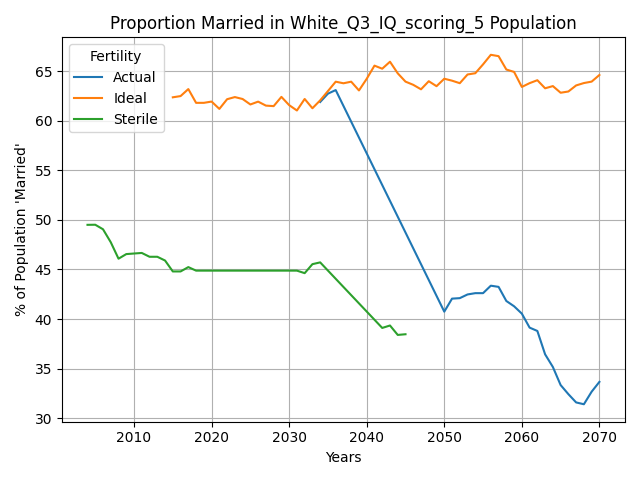 Proportion Married in White_Q3_IQ_scoring_5 Population
% of Population 'Married'
Fertility
Actual
Ideal
Sterile
65
60
55
50
45
40
35
30
2010 2020 2030 2040 2050 2060 2070
Years